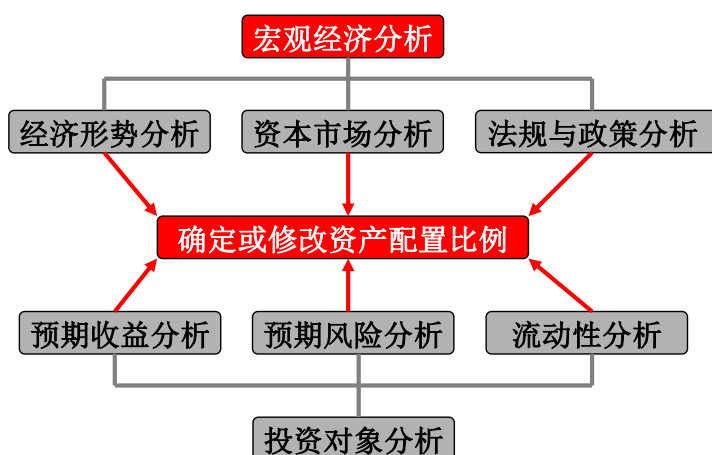 宏观经济分析
经济形势分析
资本市场分析
法规与政策分析
确定或修改资产配置比例
预期收益分析
预期风险分析
流动性分析
投资对象分析